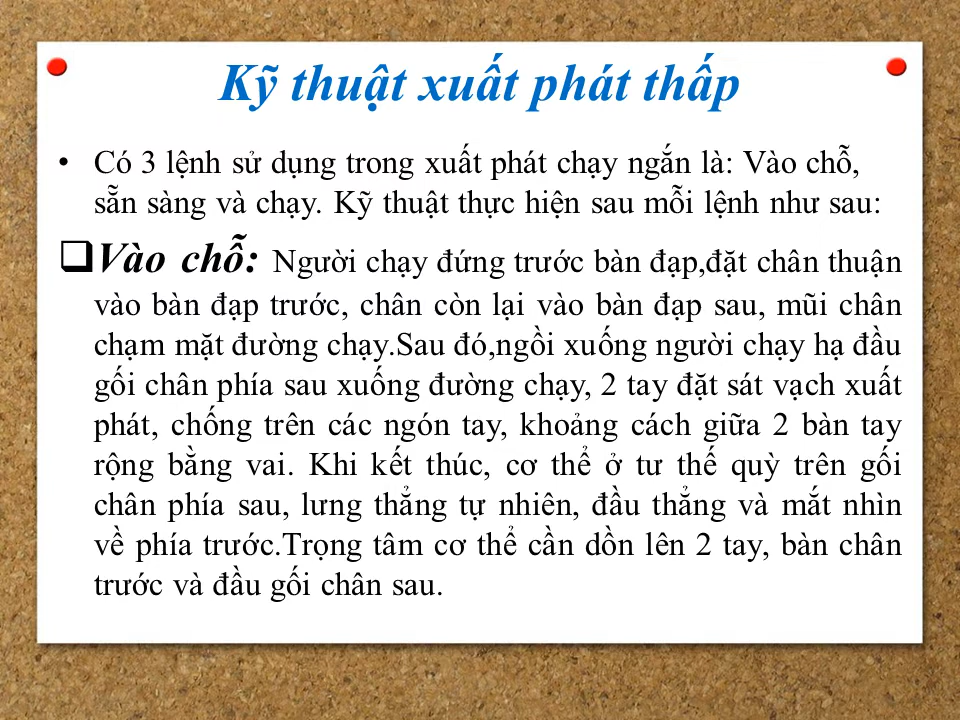 Kỹ thuật xuất phát thấp
• Có 3 lệnh sử dụng trong xuất phát chạy ngắn là: Vào chỗ,
sẵn sàng và chạy. Kỹ thuật thực hiện sau mỗi lệnh như sau:
❑Vào chỗ: Người chạy đứng trước bàn đạp,đặt chân thuận
vào bàn đạp trước, chân còn lại vào bàn đạp sau, mũi chân
chạm mặt đường chạy.Sau đó,ngồi xuống người chạy hạ đầu
gối chân phía sau xuống đường chạy, 2 tay đặt sát vạch xuất
phát, chống trên các ngón tay, khoảng cách giữa 2 bàn tay
rộng bằng vai. Khi kết thúc, cơ thể ở tư thế quỳ trên gối
chân phía sau, lưng thẳng tự nhiên, đầu thẳng và mắt nhìn
về phía trước.Trọng tâm cơ thể cần dồn lên 2 tay, bàn chân
trước và đầu gối chân sau.